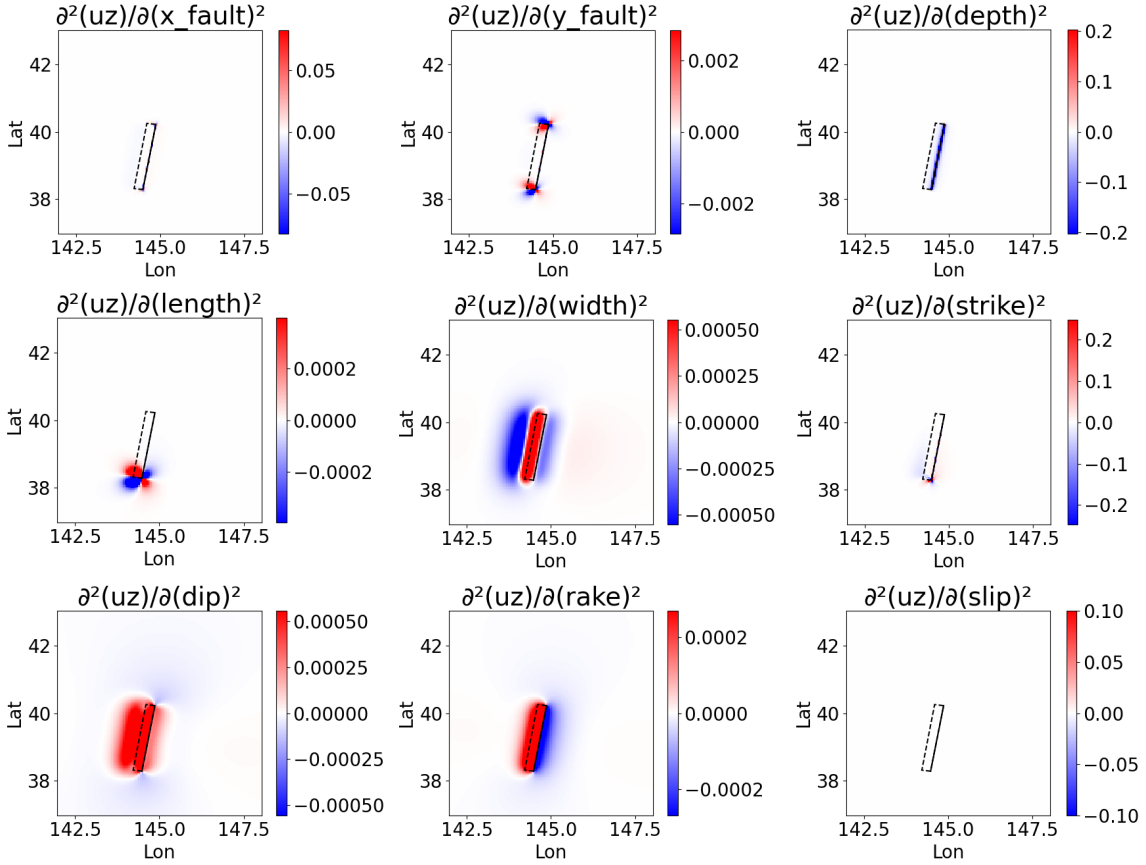 ∂²(uz)/∂(x_fault)²
42
40
38
Lat
142.5 145.0 147.5
Lon
0.05
0.00
−0.05
∂²(uz)/∂(y_fault)²
42
40
38
Lat
142.5 145.0 147.5
Lon
0.002
0.000
−0.002
∂²(uz)/∂(depth)²
42
40
38
Lat
142.5 145.0 147.5
Lon
0.2
0.1
0.0
−0.1
−0.2
∂²(uz)/∂(length)²
42
40
38
Lat
142.5 145.0 147.5
Lon
0.0002
0.0000
−0.0002
∂²(uz)/∂(width)²
42
40
38
Lat
142.5 145.0 147.5
Lon
0.00050
0.00025
0.00000
−0.00025
−0.00050
∂²(uz)/∂(strike)²
42
40
38
Lat
142.5 145.0 147.5
Lon
0.2
0.1
0.0
−0.1
−0.2
∂²(uz)/∂(dip)²
42
40
38
Lat
142.5 145.0 147.5
Lon
0.00050
0.00025
0.00000
−0.00025
−0.00050
∂²(uz)/∂(rake)²
42
40
38
Lat
142.5 145.0 147.5
Lon
0.0002
0.0000
−0.0002
∂²(uz)/∂(slip)²
42
40
38
Lat
142.5 145.0 147.5
Lon
0.10
0.05
0.00
−0.05
−0.10